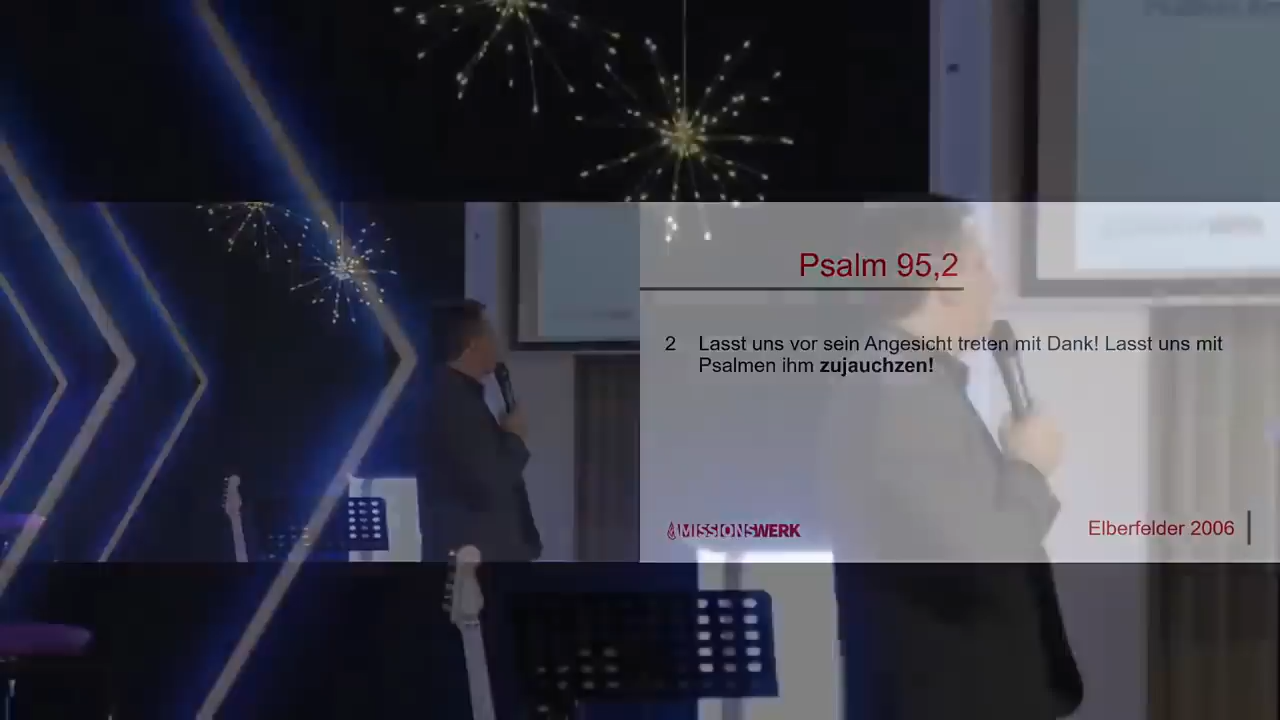 Psalm 95,2
2 Lasst uns vor sein Angesicht treten mit Dank! Lasst uns mit
Psalmen ihm zujauchzen!
MISSIONSWERK
Elberfelder 2006